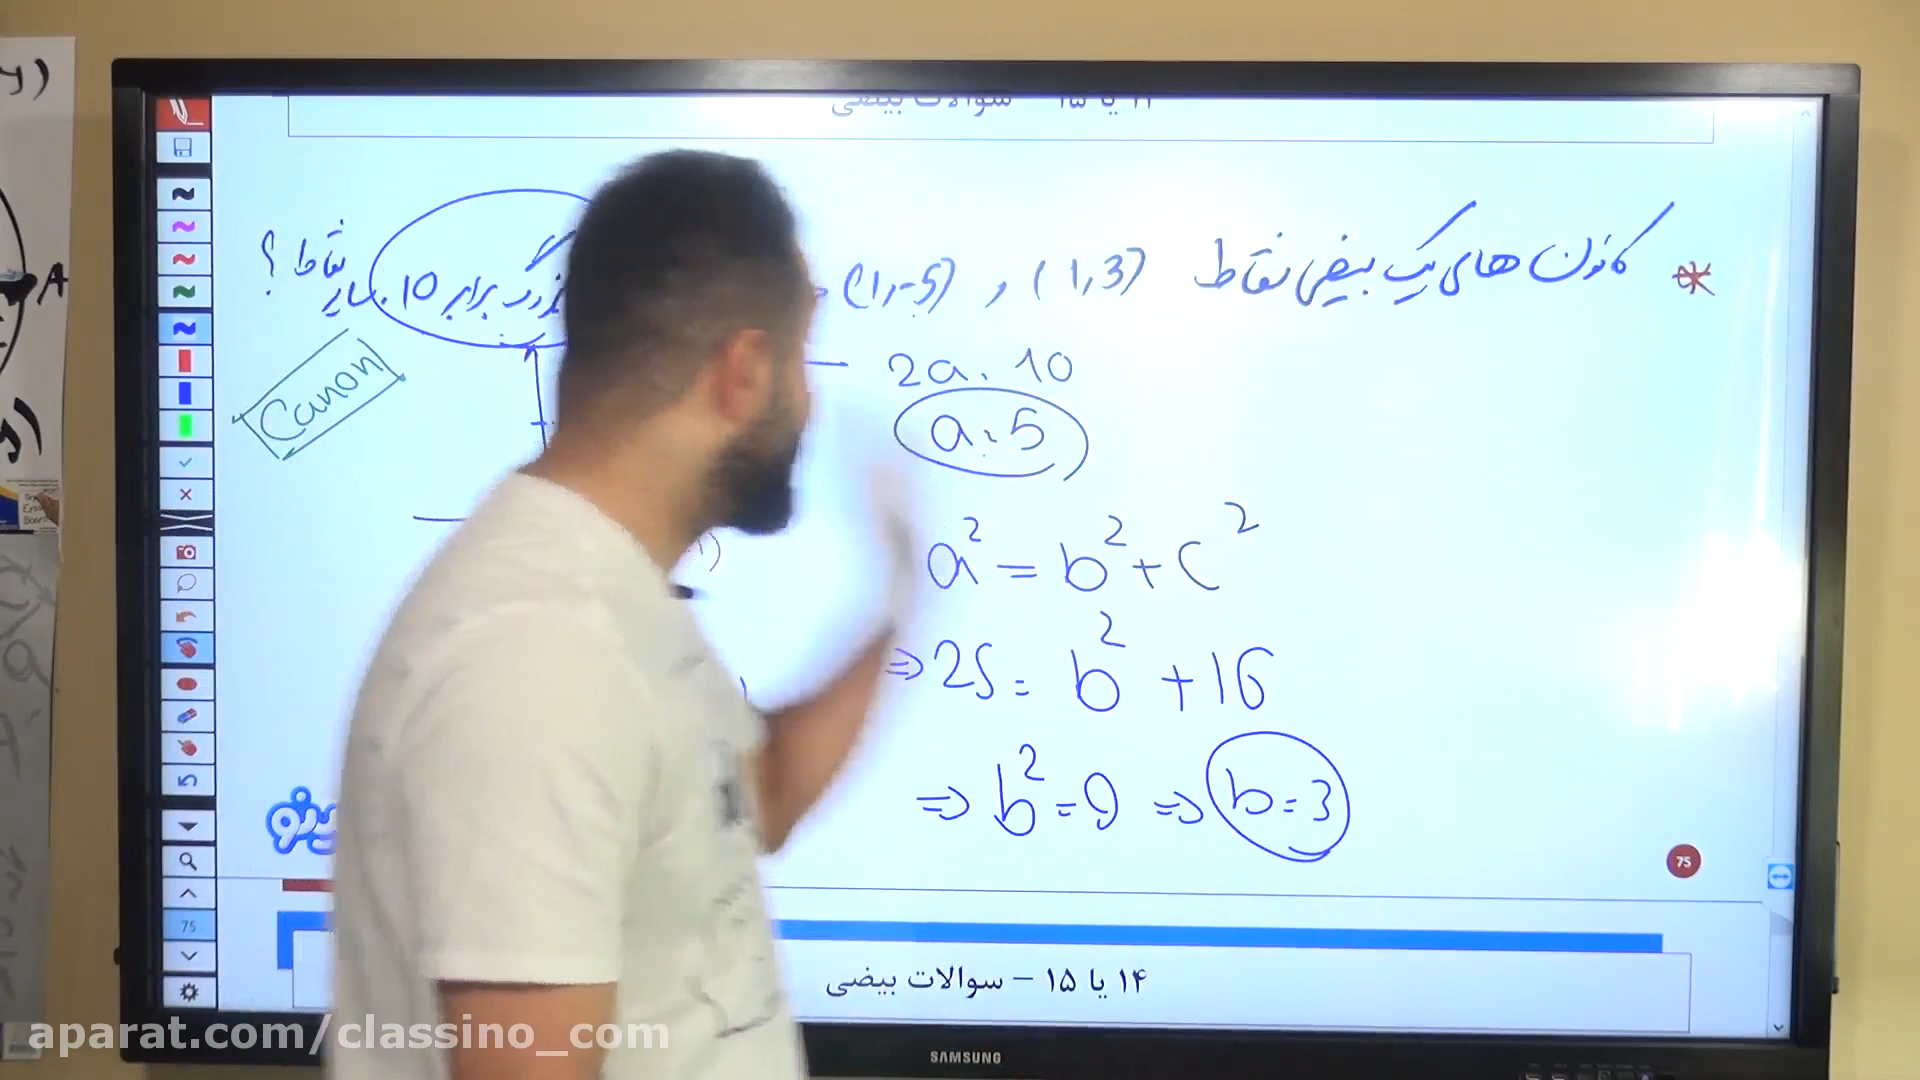 ۱۴ یا ۱۵ – سوالات بیضی
کانون های یک بیضی نقاط (1,3) و (1,-5)
برابر 10
نقاط ؟
Canon
2a = 10
a = 5
a² = b² + c²
⇒ 25 = b² + 16
⇒ b² = 9 ⇒ b = 3
75
75
۱۴ یا ۱۵ – سوالات بیضی
aparat.com/classino_com
SAMSUNG
A